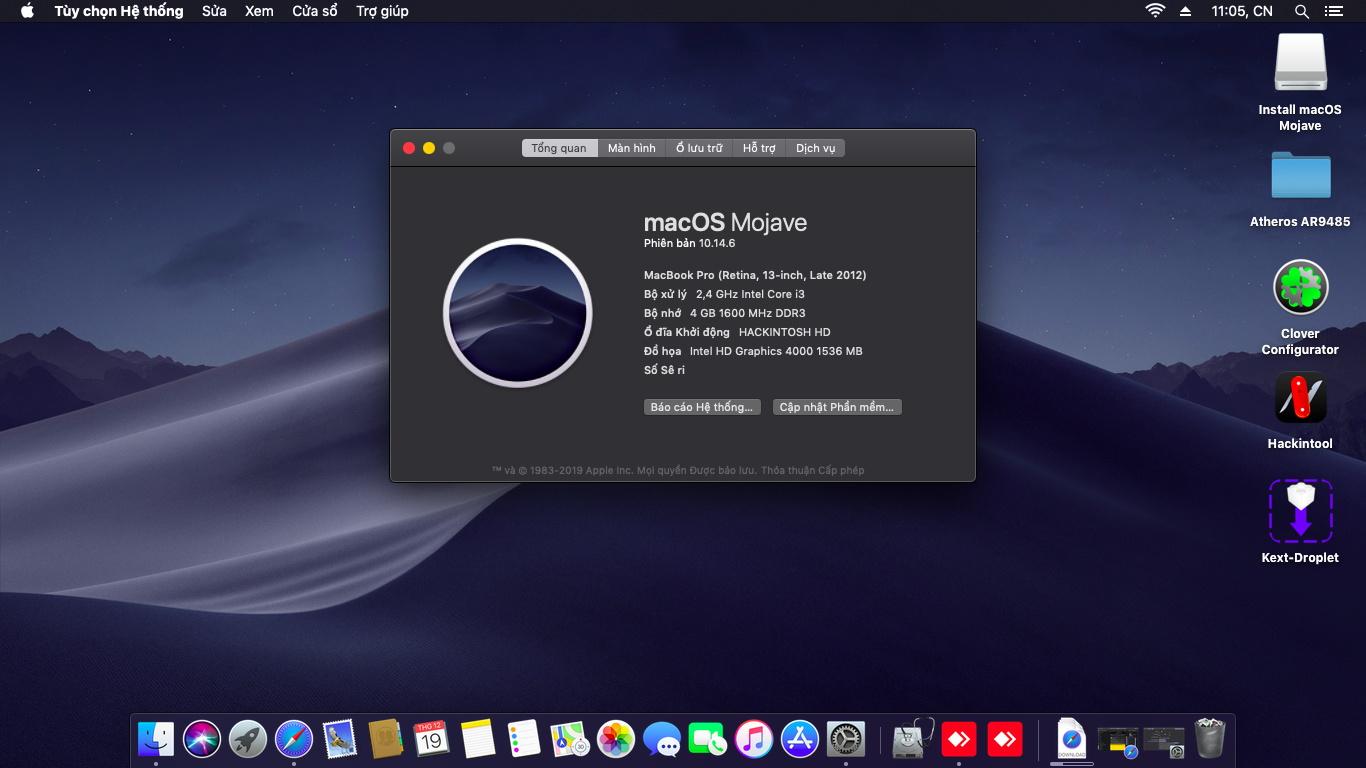 Tùy chọn Hệ thống Sửa Xem Cửa sổ Trợ giúp 11:05, CN
Install macOS
Mojave
Atheros AR9485
Clover
Configurator
Hackintool
Kext-Droplet
Tổng quan Màn hình Ổ lưu trữ Hỗ trợ Dịch vụ
macOS Mojave
Phiên bản 10.14.6
MacBook Pro (Retina, 13-inch, Late 2012)
Bộ xử lý 2,4 GHz Intel Core i3
Bộ nhớ 4 GB 1600 MHz DDR3
Ổ đĩa Khởi động HACKINTOSH HD
Đồ họa Intel HD Graphics 4000 1536 MB
Số Sê ri
Báo cáo Hệ thống... Cập nhật Phần mềm...
™ và © 1983-2019 Apple Inc. Mọi quyền Được bảo lưu. Thỏa thuận Cấp phép
THG 12
19
30
DOWNLOAD